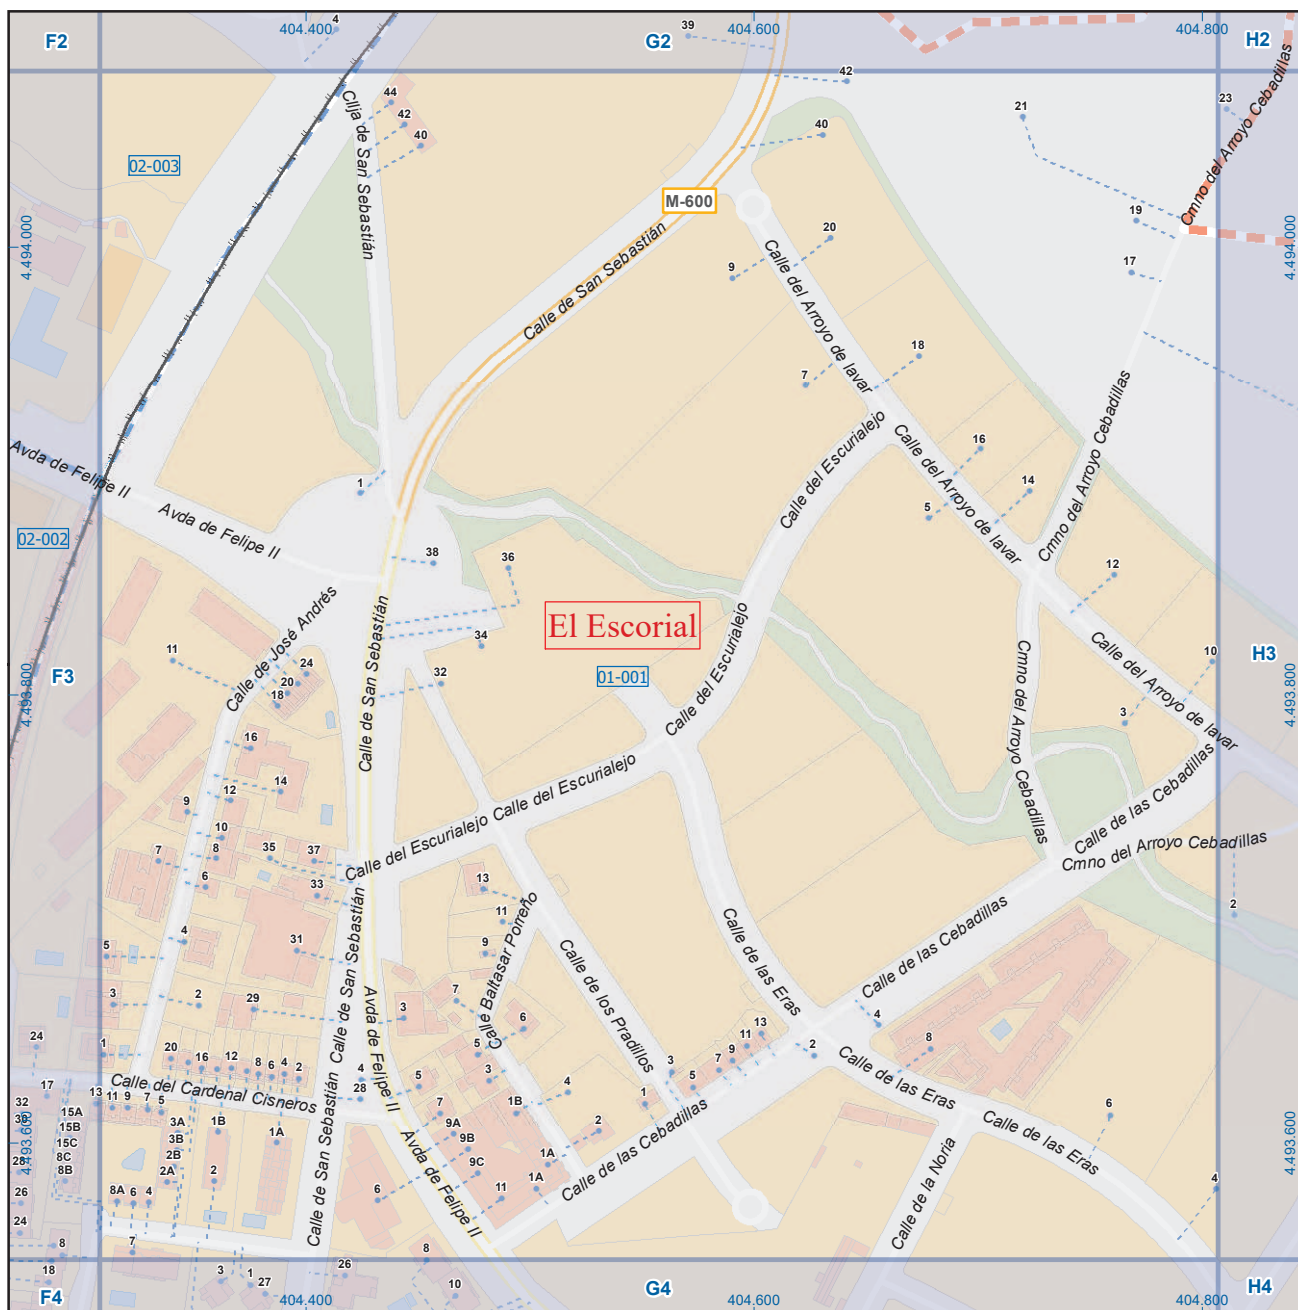 F2
404.400
G2
404.600
404.800
H2
4
39
42
44
42
40
40
21
23
02-003
Cllja de San Sebastián
M-600
Cmno del Arroyo Cebadillas
4.494.000
4.494.000
19
20
17
9
Calle de San Sebastián
Calle del Arroyo de lavar
18
7
Calle del Escurialejo
Calle del Arroyo de lavar
Cmno del Arroyo Cebadillas
16
14
5
1
Avda de Felipe II
Avda de Felipe II
02-002
38
36
12
El Escorial
34
01-001
32
F3
H3
Calle de José Andrés
Calle de San Sebastián
Calle del Escurialejo
Cmno del Arroyo Cebadillas
Calle del Arroyo de lavar
10
3
11
24
20
18
16
14
12
9
10
4.493.800
4.493.800
Calle del Escurialejo
Calle del Escurialejo
Calle de las Cebadillas
Cmno del Arroyo Cebadillas
7
8
35
37
6
33
13
11
9
2
4
31
5
Calle Baltasar Porreño
Calle de los Pradillos
Calle de las Eras
Calle de las Cebadillas
3
2
29
3
7
6
4
8
13
11
9
7
5
3
2
24
1
20
16
12
8
6
4
2
4
28
5
5
3
4
1B
Calle de San Sebastián
Calle de San Sebastián
Avda de Felipe II
Calle del Cardenal Cisneros
17
13
11
9
7
5
32
30
15A
15B
15C
8C
8B
28
26
24
3A
3B
2B
2A
1B
1A
2
7
9A
9B
9C
6
11
1A
1A
2
1
Calle de las Cebadillas
Calle de las Eras
Calle de las Eras
Calle de la Noria
6
4
4.493.600
4.493.600
8A
6
4
7
8
18
3
1
27
26
8
10
Avda de Felipe II
F4
404.400
G4
404.600
404.800
H4